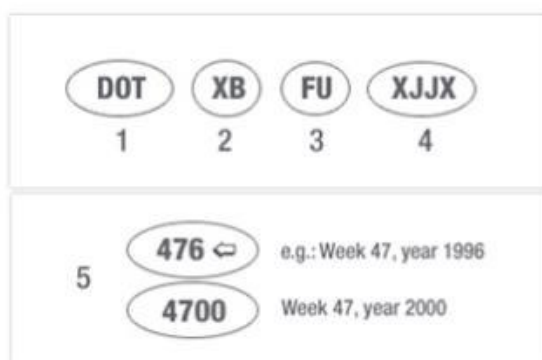 DOT XB FU XJJX
1 2 3 4
5
476 ⇦ e.g.: Week 47, year 1996
4700 Week 47, year 2000